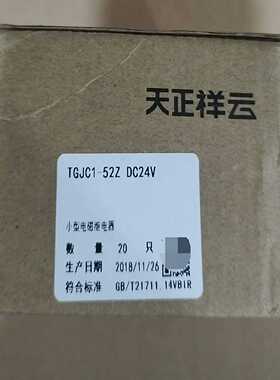 天正祥云
TGJC1-52Z DC24V
小型电磁继电器
数 量 20 只
生产日期 2018/11/26
符合标准 GB/T21711.14VBIR